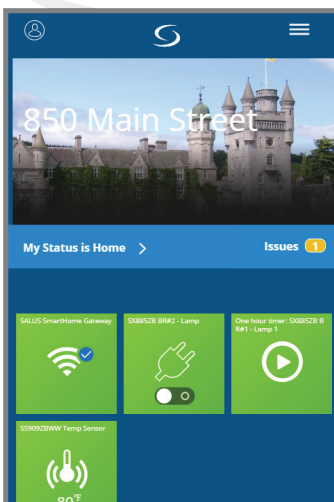 850 Main Street
My Status is Home
Issues 1
SALUS SmartHome Gateway
SX885ZB BR#2 - Lamp
One hour timer: SX885ZB B
R#1 - Lamp 1
SS909ZBWW Temp Sensor
80°F